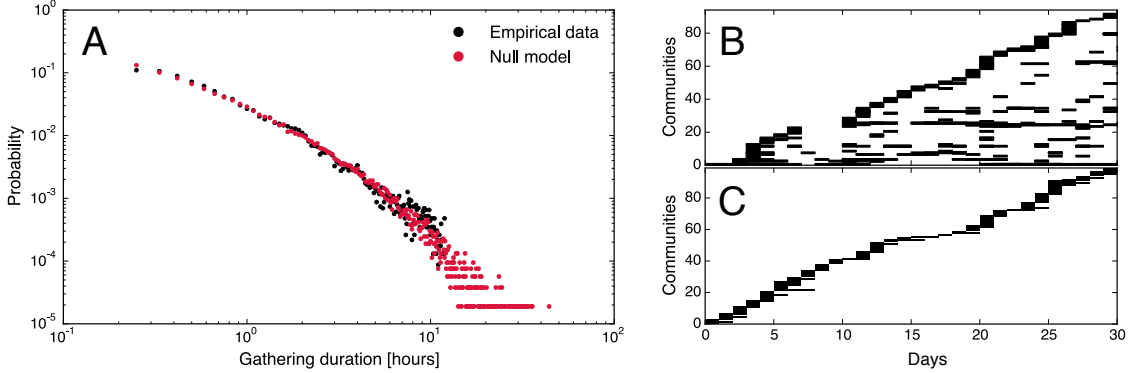 A
Empirical data
Null model
Probability
10^0
10^-1
10^-2
10^-3
10^-4
10^-5
10^-1
10^0
10^1
10^2
Gathering duration [hours]
B
Communities
80
60
40
20
0
C
Communities
80
60
40
20
0
0 5 10 15 20 25 30
Days